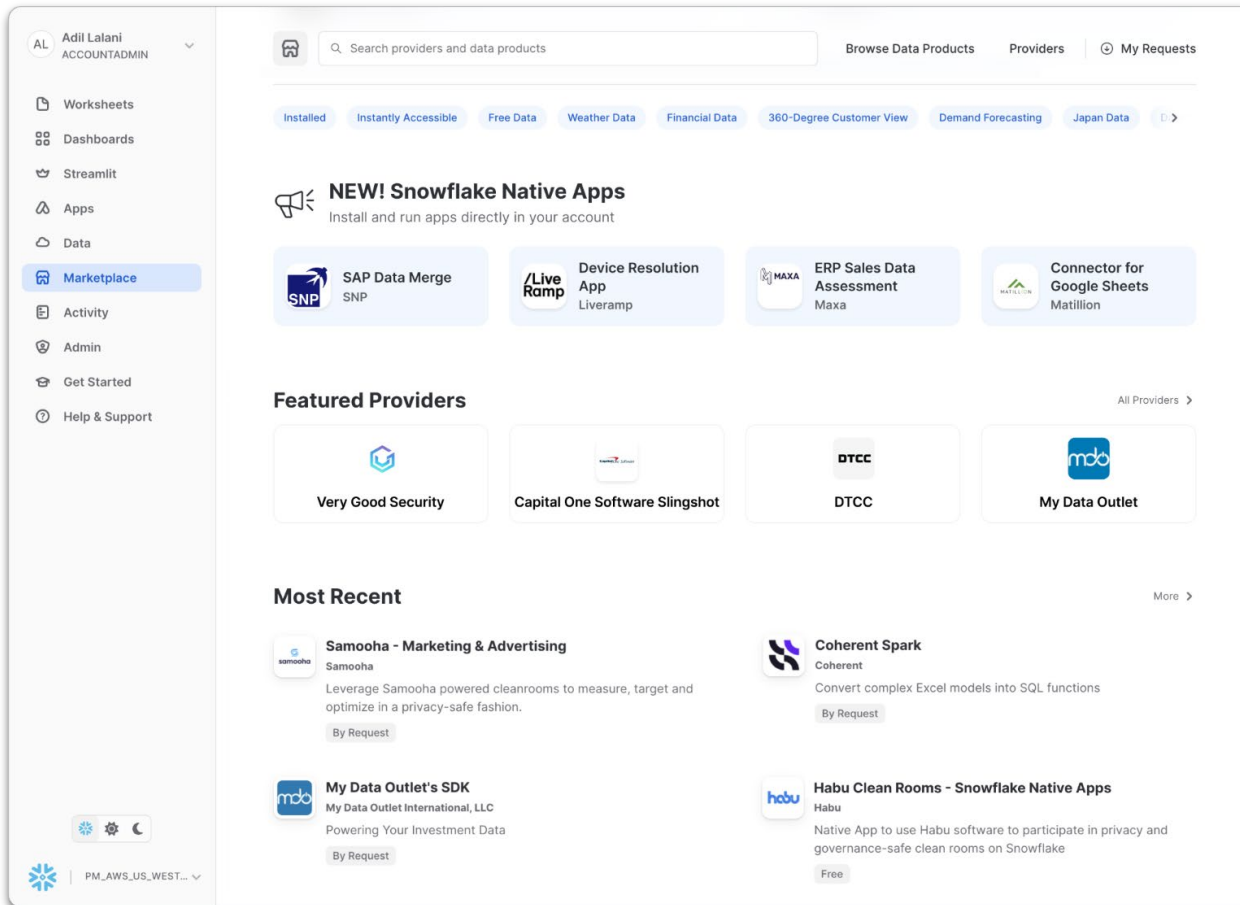 AL
Adil Lalani
ACCOUNTADMIN
Worksheets
Dashboards
Streamlit
Apps
Data
Marketplace
Activity
Admin
Get Started
Help & Support
PM_AWS_US_WEST...
Search providers and data products
Browse Data Products
Providers
My Requests
Installed
Instantly Accessible
Free Data
Weather Data
Financial Data
360-Degree Customer View
Demand Forecasting
Japan Data
D
NEW! Snowflake Native Apps
Install and run apps directly in your account
SNP
SAP Data Merge
SNP
/Live
Ramp
Device Resolution
App
Liveramp
MAXA
ERP Sales Data
Assessment
Maxa
MATILLION
Connector for
Google Sheets
Matillion
Featured Providers
All Providers
Very Good Security
Capital One Software Slingshot
DTCC
DTCC
mdo
My Data Outlet
Most Recent
More
samooha
Samooha - Marketing & Advertising
Samooha
Leverage Samooha powered cleanrooms to measure, target and
optimize in a privacy-safe fashion.
By Request
Coherent Spark
Coherent
Convert complex Excel models into SQL functions
By Request
mdo
My Data Outlet's SDK
My Data Outlet International, LLC
Powering Your Investment Data
By Request
habu
Habu Clean Rooms - Snowflake Native Apps
Habu
Native App to use Habu software to participate in privacy and
governance-safe clean rooms on Snowflake
Free